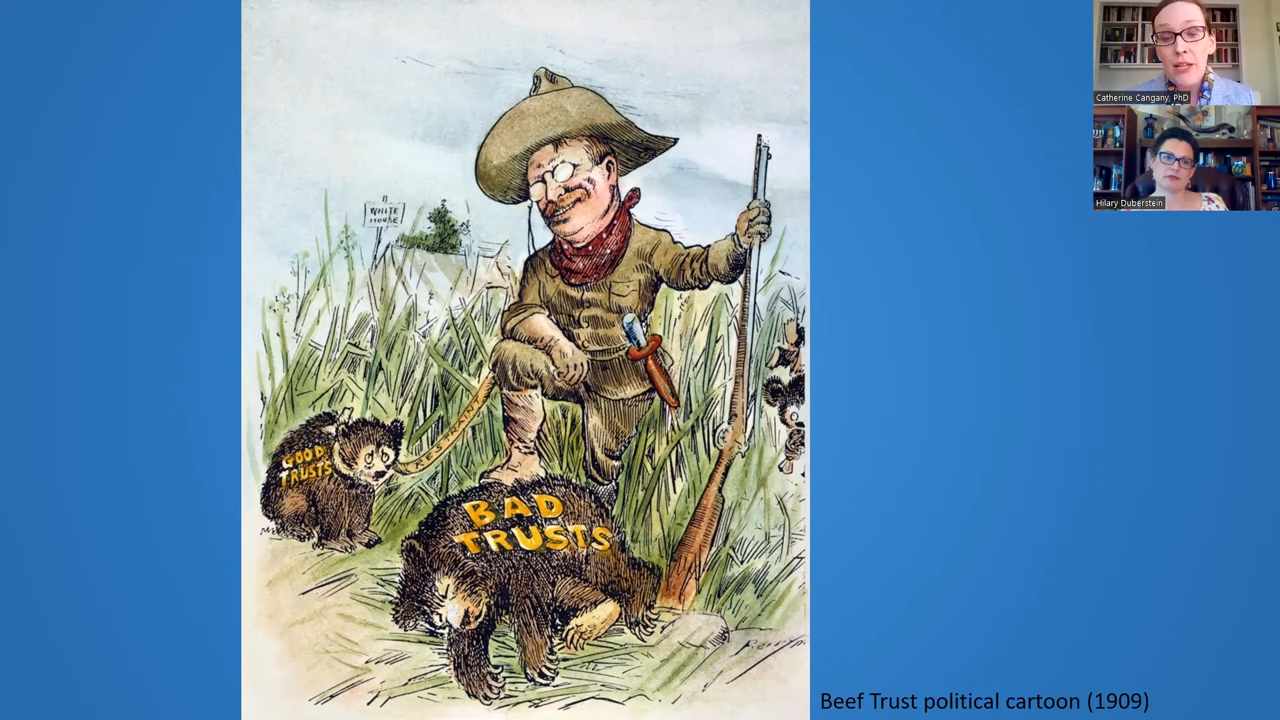 Catherine Cangany, PhD
Hilary Duberstein
WHITE
HOUSE
GOOD
TRUSTS
BAD
TRUSTS
Beef Trust political cartoon (1909)